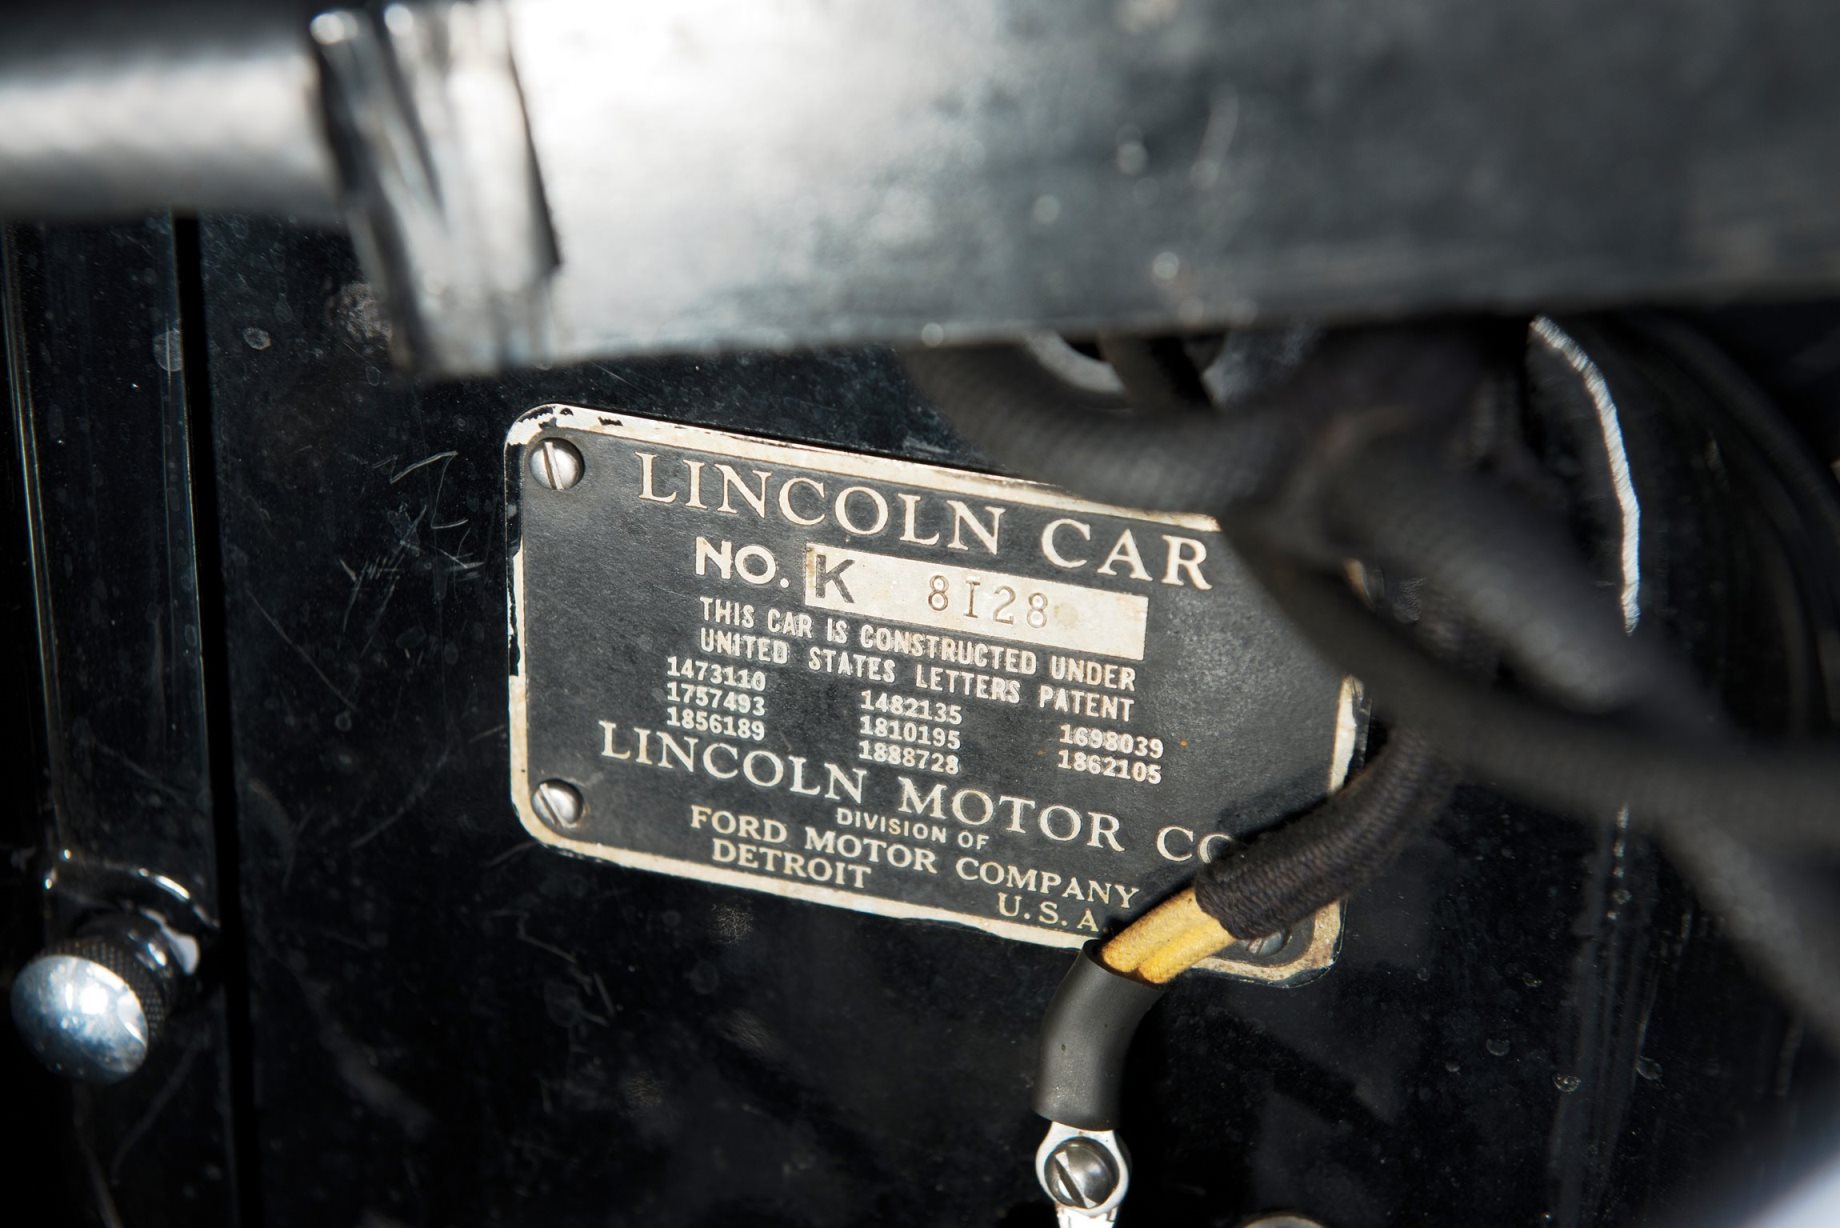 LINCOLN CAR
NO. K 8128
THIS CAR IS CONSTRUCTED UNDER
UNITED STATES LETTERS PATENT
1473110 1482135 1698039
1757493 1810195 1862105
1856189 1888728
LINCOLN MOTOR CO
DIVISION OF
FORD MOTOR COMPANY
DETROIT U.S.A.